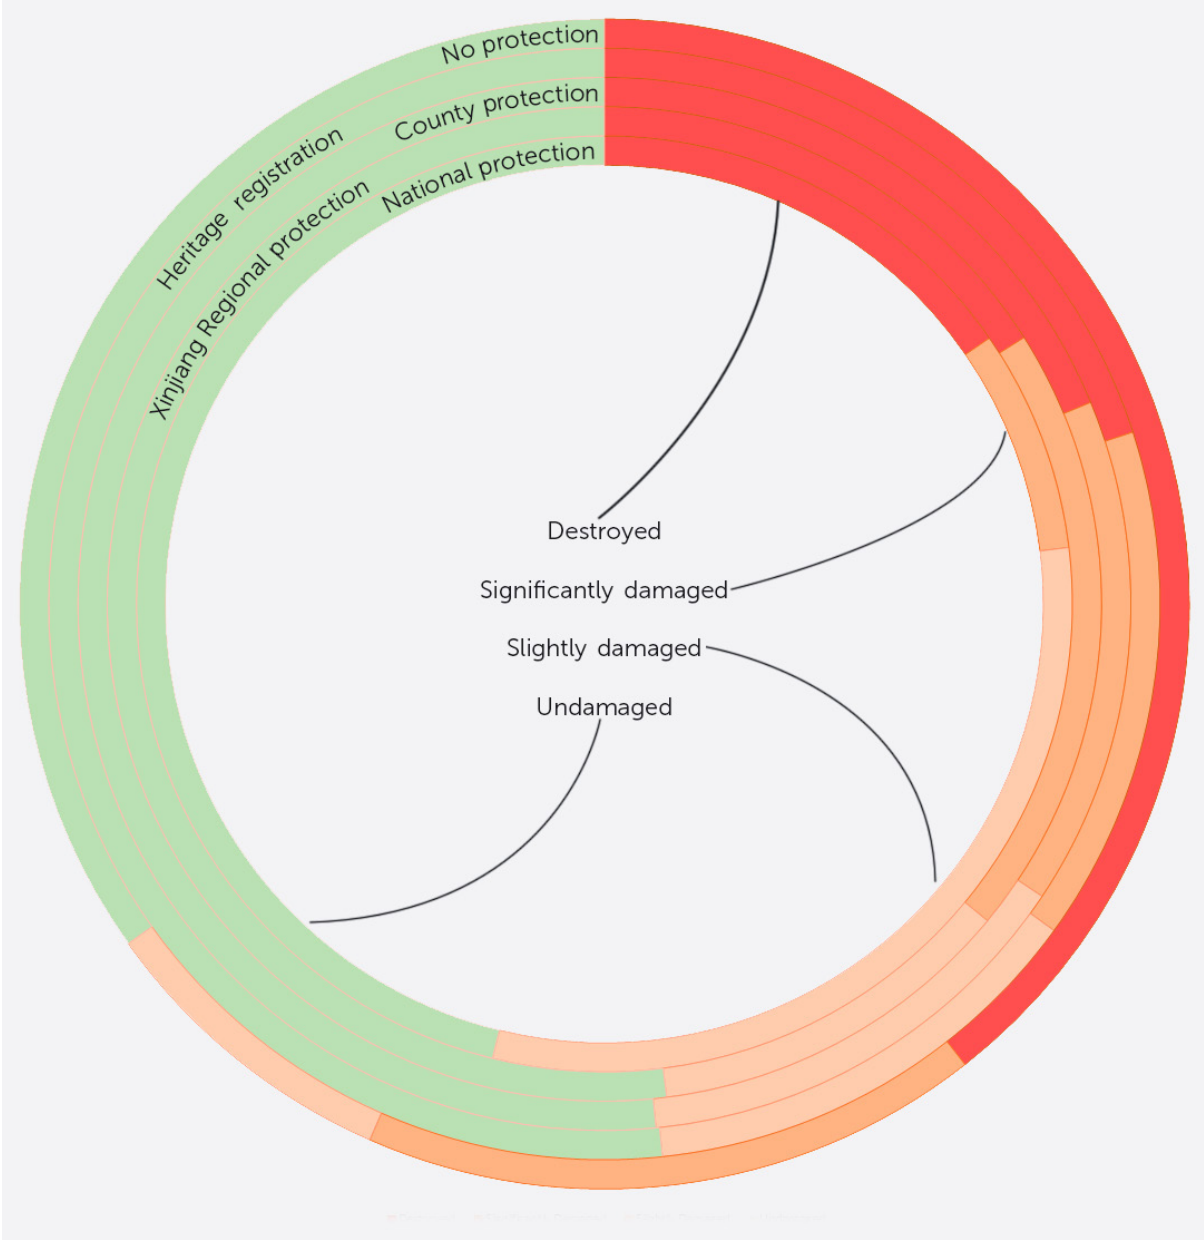 No protection
Heritage registration
County protection
Xinjiang Regional protection
National protection
Destroyed
Significantly damaged
Slightly damaged
Undamaged